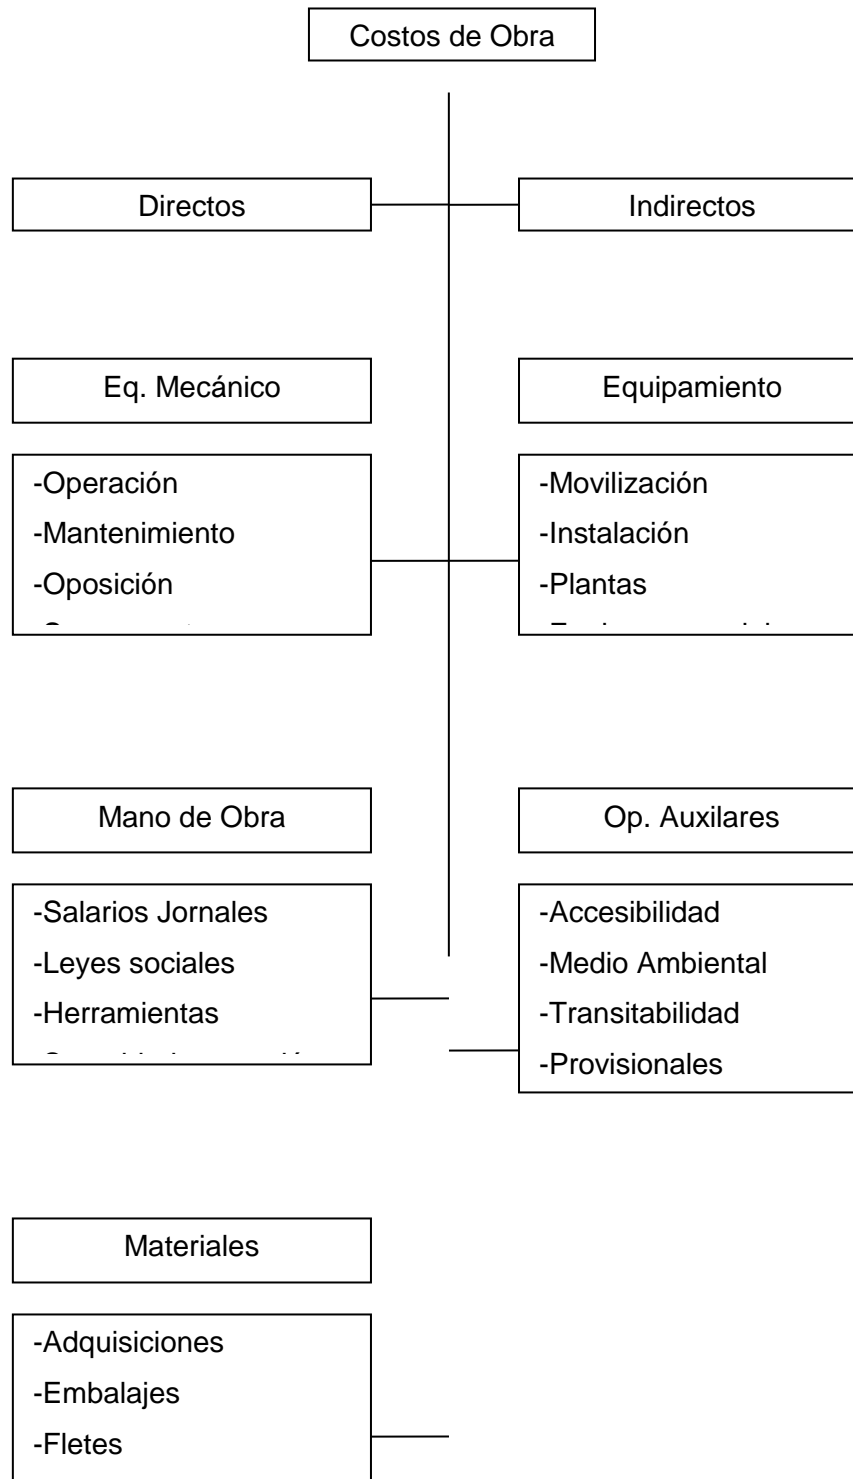 Costos de Obra
Directos
Indirectos
Eq. Mecánico
Equipamiento
-Operación
-Mantenimiento
-Oposición
-Movilización
-Instalación
-Plantas
Mano de Obra
Op. Auxilares
-Salarios Jornales
-Leyes sociales
-Herramientas
-Accesibilidad
-Medio Ambiental
-Transitabilidad
-Provisionales
Materiales
-Adquisiciones
-Embalajes
-Fletes